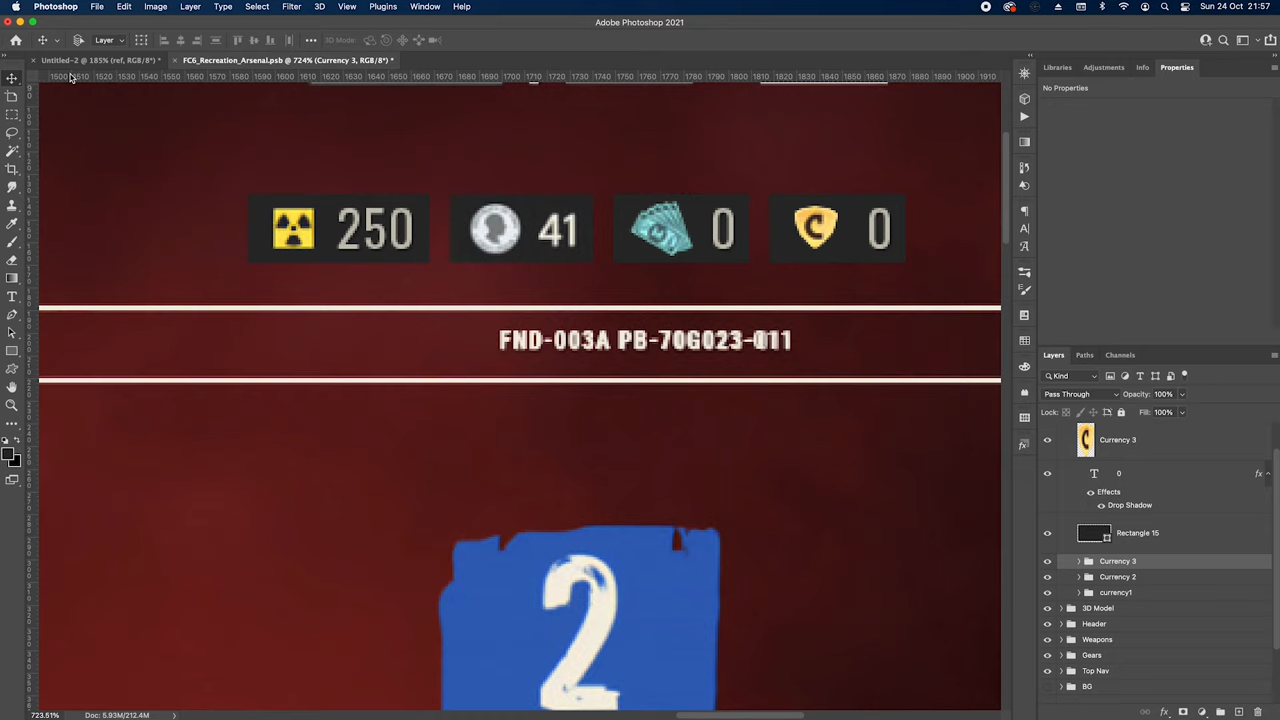 Photoshop File Edit Image Layer Type Select Filter 3D View Plugins Window Help Sun 24 Oct 21:57
Adobe Photoshop 2021
Layer 3D Mode:
Untitled-2 @ 185% (ref, RGB/8*) * FC6_Recreation_Arsenal.psb @ 724% (Currency 3, RGB/8*) *
Libraries Adjustments Info Properties
No Properties
250 41 0 0
FND-003A PB-70G023-011
2
Layers Paths Channels
Kind
Pass Through Opacity: 100%
Lock: Fill: 100%
Currency 3
T 0 fx
Effects
Drop Shadow
Rectangle 15
Currency 3
Currency 2
currency1
3D Model
Header
Weapons
Gears
Top Nav
BG
723.51% Doc: 5.93M/212.4M